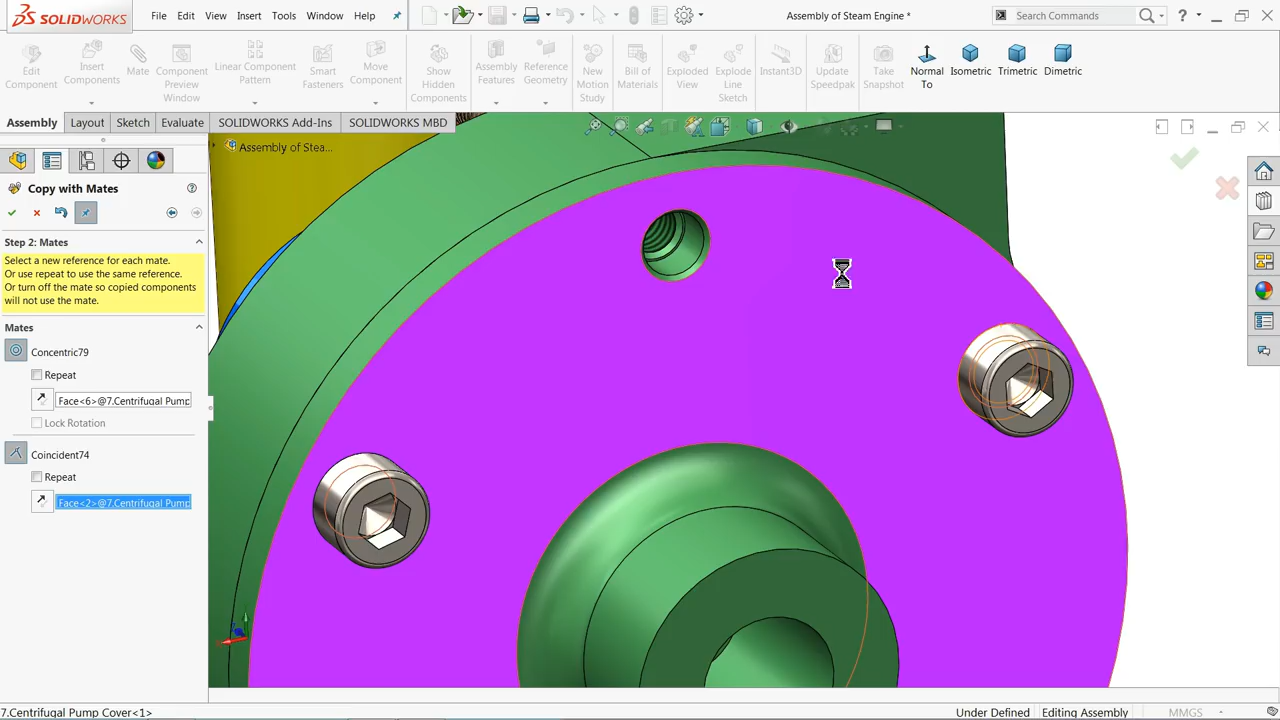 SOLIDWORKS
File Edit View Insert Tools Window Help
Assembly of Steam Engine *
Search Commands
Edit Component
Insert Components
Mate
Component Preview Window
Linear Component Pattern
Smart Fasteners
Move Component
Show Hidden Components
Assembly Features
Reference Geometry
New Motion Study
Bill of Materials
Exploded View
Explode Line Sketch
Instant3D
Update Speedpak
Take Snapshot
Normal To
Isometric
Trimetric
Dimetric
Assembly Layout Sketch Evaluate SOLIDWORKS Add-Ins SOLIDWORKS MBD
Assembly of Stea...
Copy with Mates
Step 2: Mates
Select a new reference for each mate.
Or use repeat to use the same reference.
Or turn off the mate so copied components
will not use the mate.
Mates
Concentric79
Repeat
Face<6>@7.Centrifugal Pump
Lock Rotation
Coincident74
Repeat
Face<2>@7.Centrifugal Pump
7.Centrifugal Pump Cover<1>
Under Defined
Editing Assembly
MMGS